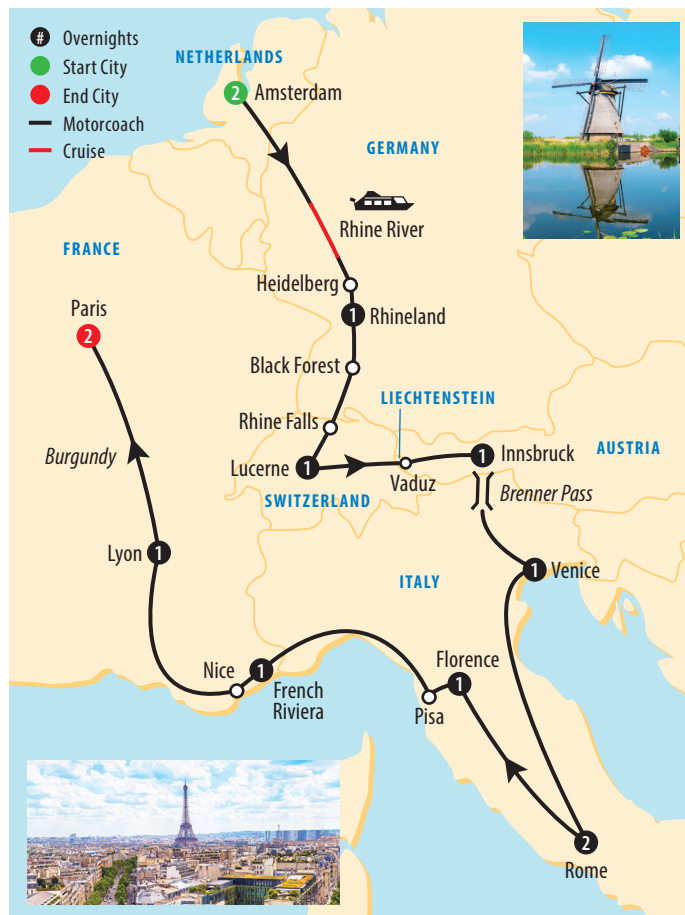 # Overnights
Start City
End City
Motorcoach
Cruise
NETHERLANDS
2 Amsterdam
GERMANY
Rhine River
FRANCE
Heidelberg
Paris
2
1 Rhineland
Black Forest
LIECHTENSTEIN
Rhine Falls
Burgundy
Lucerne 1
Vaduz
1 Innsbruck
AUSTRIA
SWITZERLAND
Brenner Pass
Lyon 1
1 Venice
ITALY
Nice
1
French
Riviera
Florence
1
Pisa
2
Rome